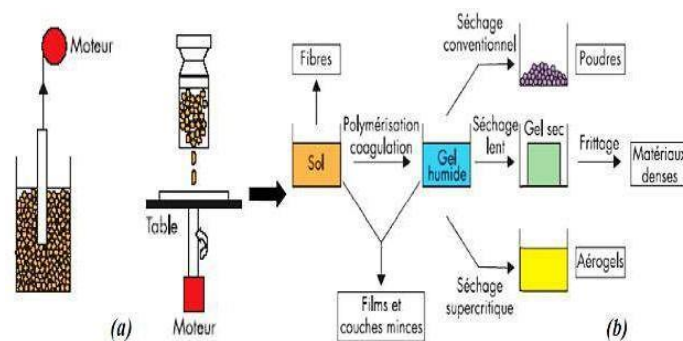 Moteur
Table
Moteur
(a)
Fibres
Sol
Polymérisation
coagulation
Gel
humide
Films et
couches minces
Séchage
conventionnel
Poudres
Séchage
lent
Gel sec
Frittage
Matériaux
denses
Séchage
supercritique
Aérogels
(b)